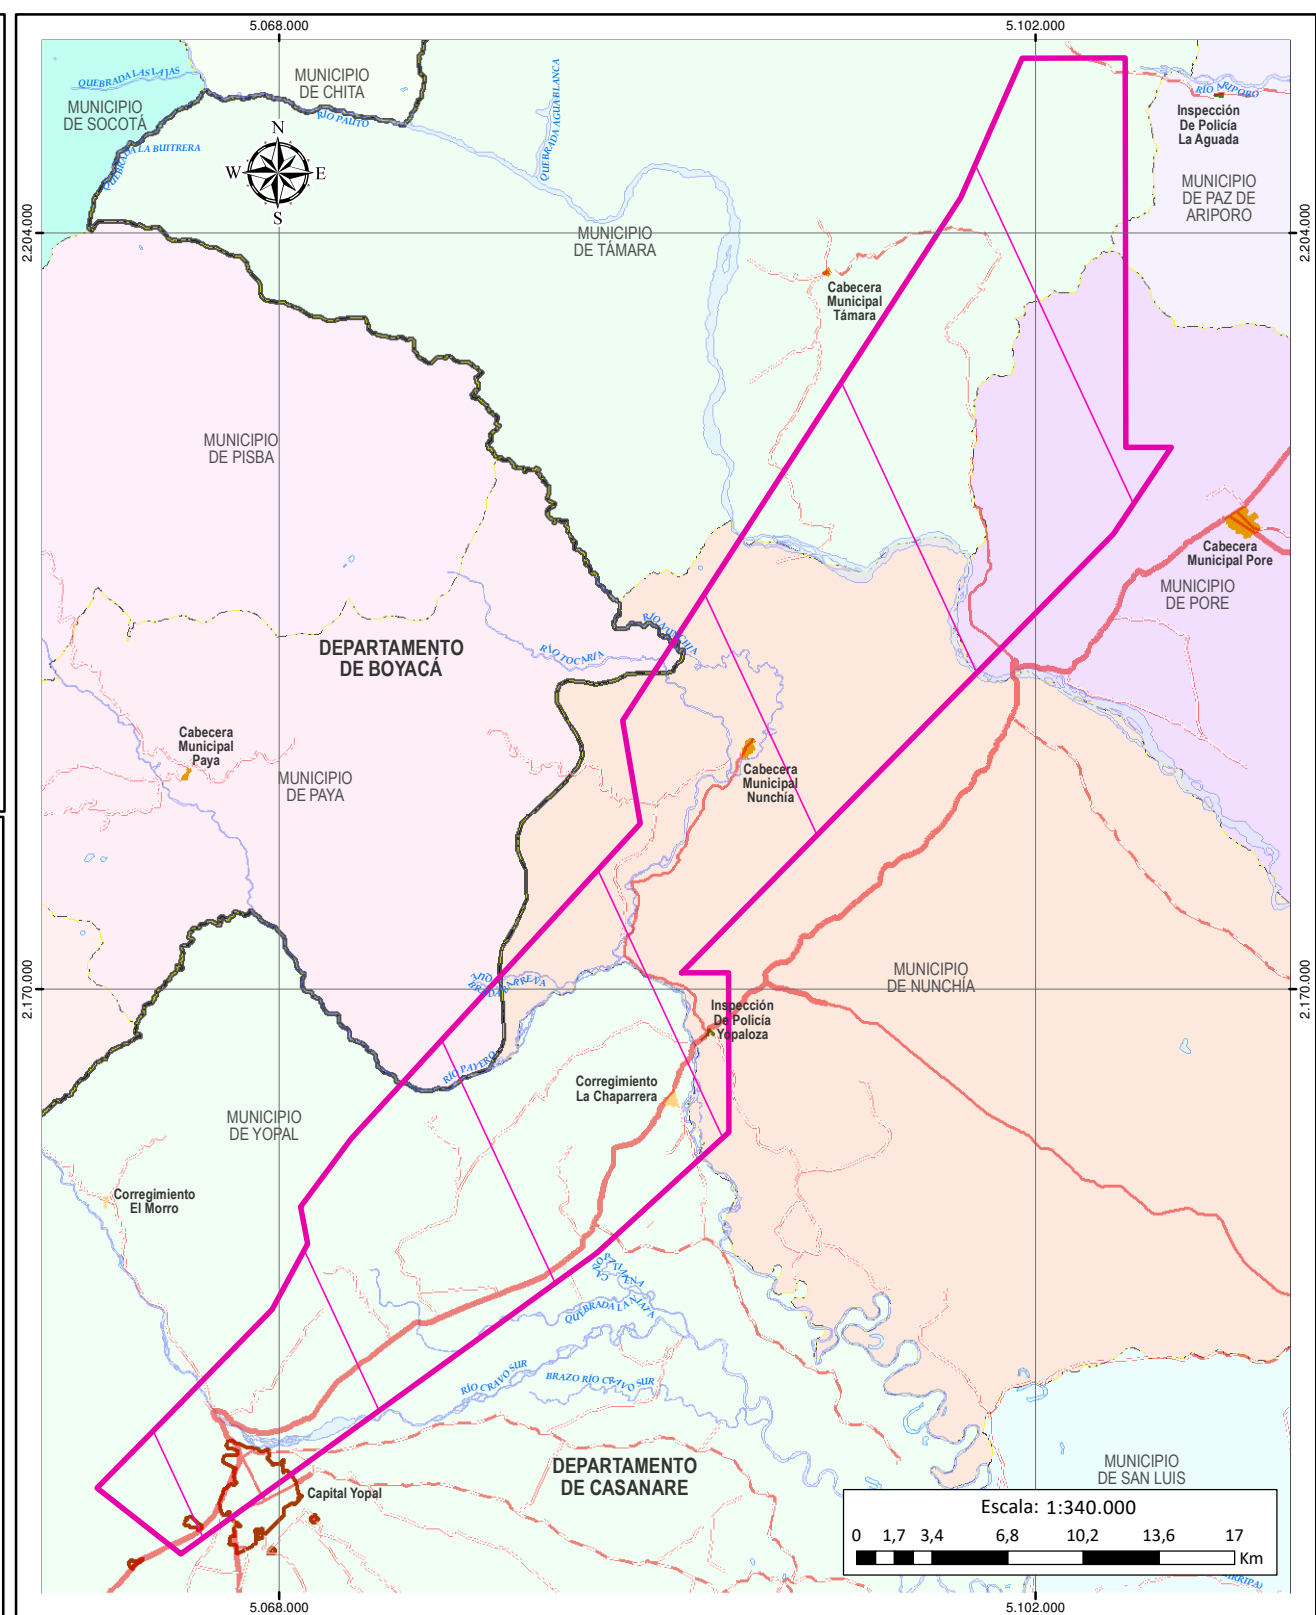 5.068.000
5.102.000
QUEBRADA LAS LAJAS
MUNICIPIO
DE CHITA
MUNICIPIO
DE SOCOTÁ
RÍO PAUTO
QUEBRADA AGUABLANCA
RÍO ARIPORO
Inspección
De Policía
La Aguada
QUEBRADA LA BUITRERA
N
W
E
S
MUNICIPIO
DE PAZ DE
ARIPORO
2.204.000
2.204.000
MUNICIPIO
DE TÁMARA
Cabecera
Municipal
Támara
MUNICIPIO
DE PISBA
Cabecera
Municipal Pore
MUNICIPIO
DE PORE
DEPARTAMENTO
DE BOYACÁ
RÍO TOCARÍA
Cabecera
Municipal
Paya
MUNICIPIO
DE PAYA
Cabecera
Municipal
Nunchía
2.170.000
2.170.000
MUNICIPIO
DE NUNCHÍA
Inspección
De Policía
Yopaloza
RÍO PAYERO
Corregimiento
La Chaparrera
MUNICIPIO
DE YOPAL
Corregimiento
El Morro
QUEBRADA LA NIATA
RÍO CRAVO SUR
BRAZO RÍO CRAVO SUR
DEPARTAMENTO
DE CASANARE
MUNICIPIO
DE SAN LUIS
Capital Yopal
Escala: 1:340.000
0 1,7 3,4 6,8 10,2 13,6 17
Km
5.068.000
5.102.000